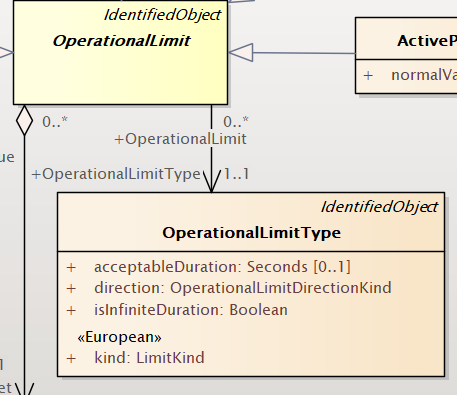 IdentifiedObject
OperationalLimit
ActiveP
+ normalVa
0..*
0..*
+OperationalLimit
ue
+OperationalLimitType
1..1
IdentifiedObject
OperationalLimitType
+ acceptableDuration: Seconds [0..1]
+ direction: OperationalLimitDirectionKind
+ isInfiniteDuration: Boolean
«European»
+ kind: LimitKind
1
et